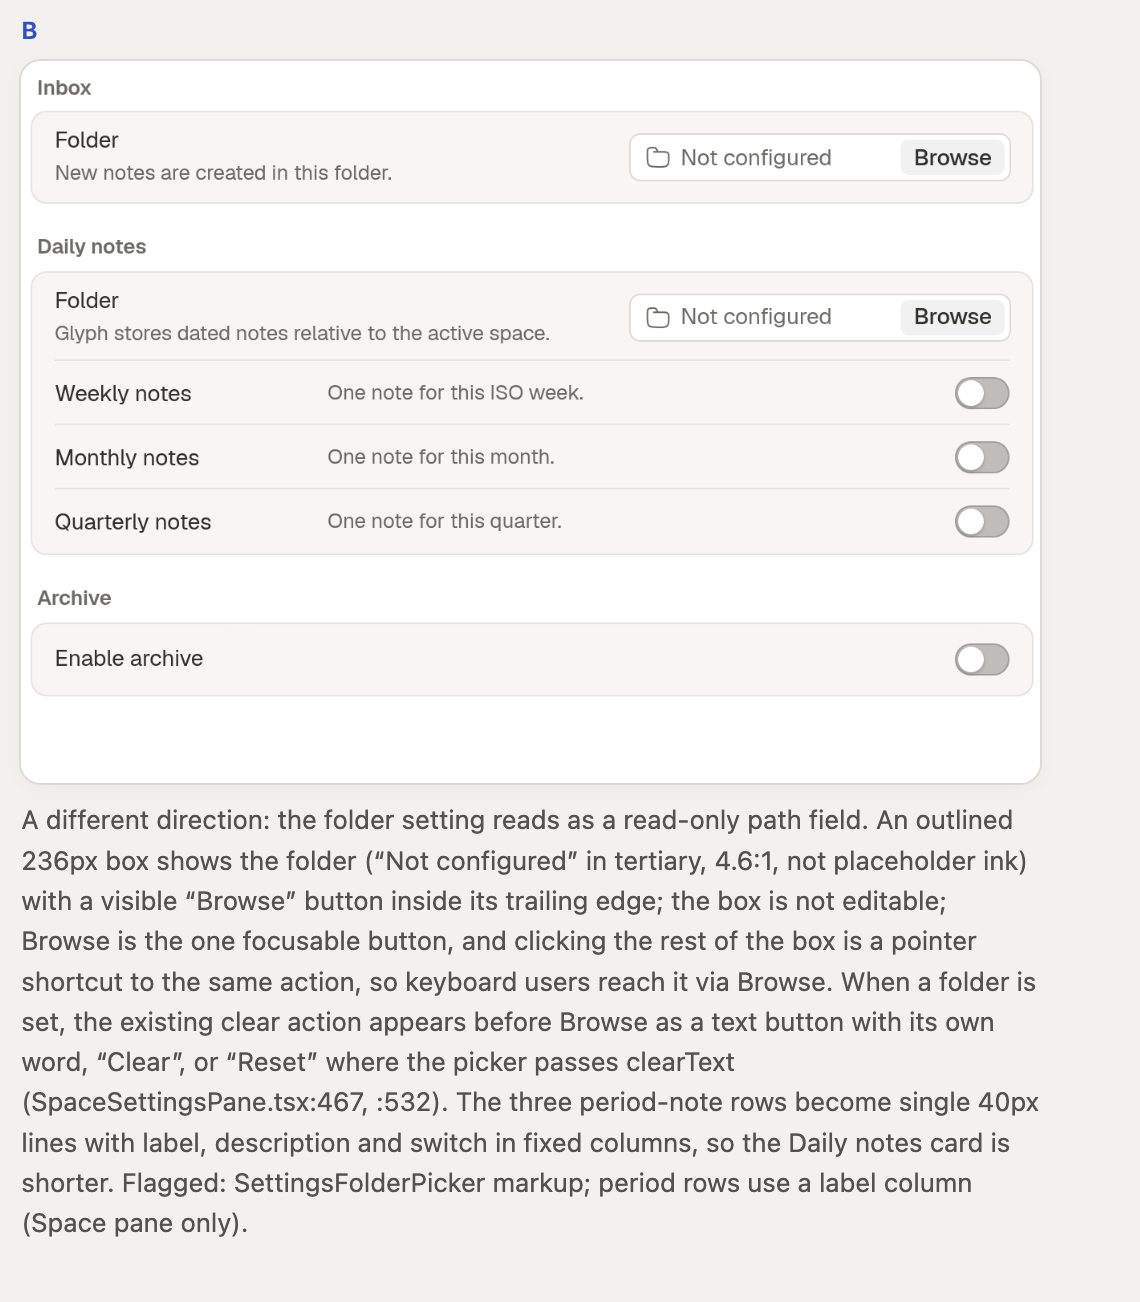 B
Inbox
Folder
New notes are created in this folder.
Not configured
Browse
Daily notes
Folder
Glyph stores dated notes relative to the active space.
Not configured
Browse
Weekly notes
One note for this ISO week.
Monthly notes
One note for this month.
Quarterly notes
One note for this quarter.
Archive
Enable archive
A different direction: the folder setting reads as a read-only path field. An outlined
236px box shows the folder (“Not configured” in tertiary, 4.6:1, not placeholder ink)
with a visible “Browse” button inside its trailing edge; the box is not editable;
Browse is the one focusable button, and clicking the rest of the box is a pointer
shortcut to the same action, so keyboard users reach it via Browse. When a folder is
set, the existing clear action appears before Browse as a text button with its own
word, “Clear”, or “Reset” where the picker passes clearText
(SpaceSettingsPane.tsx:467, :532). The three period-note rows become single 40px
lines with label, description and switch in fixed columns, so the Daily notes card is
shorter. Flagged: SettingsFolderPicker markup; period rows use a label column
(Space pane only).